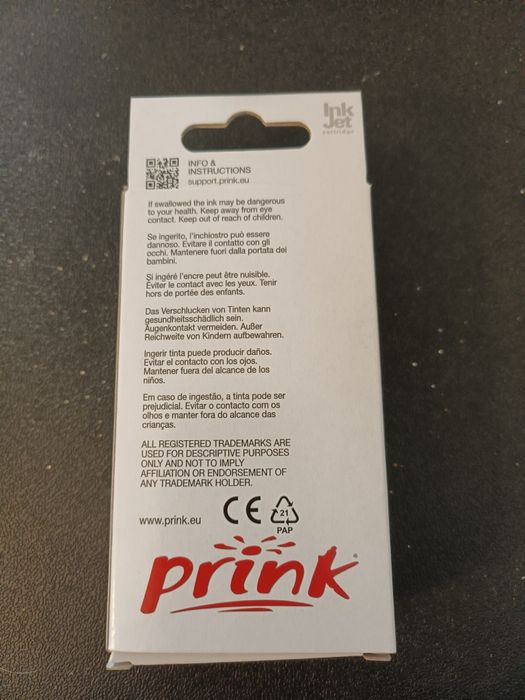 Ink
Jet
cartridge
INFO &
INSTRUCTIONS
support.prink.eu
If swallowed the ink may be dangerous
to your health. Keep away from eye
contact. Keep out of reach of children.
Se ingerito, l'inchiostro può essere
dannoso. Evitare il contatto con gli
occhi. Mantenere fuori dalla portata dei
bambini.
Si ingéré l'encre peut être nuisible.
Éviter le contact avec les yeux. Tenir
hors de portée des enfants.
Das Verschlucken von Tinten kann
gesundheitsschädlich sein.
Augenkontakt vermeiden. Außer
Reichweite von Kindern aufbewahren.
Ingerir tinta puede producir daños.
Evitar el contacto con los ojos.
Mantener fuera del alcance de los
niños.
Em caso de ingestão, a tinta pode ser
prejudicial. Evitar o contacto com os
olhos e manter fora do alcance das
crianças.
ALL REGISTERED TRADEMARKS ARE
USED FOR DESCRIPTIVE PURPOSES
ONLY AND NOT TO IMPLY
AFFILIATION OR ENDORSEMENT OF
ANY TRADEMARK HOLDER.
www.prink.eu
CE
21
PAP
prink®